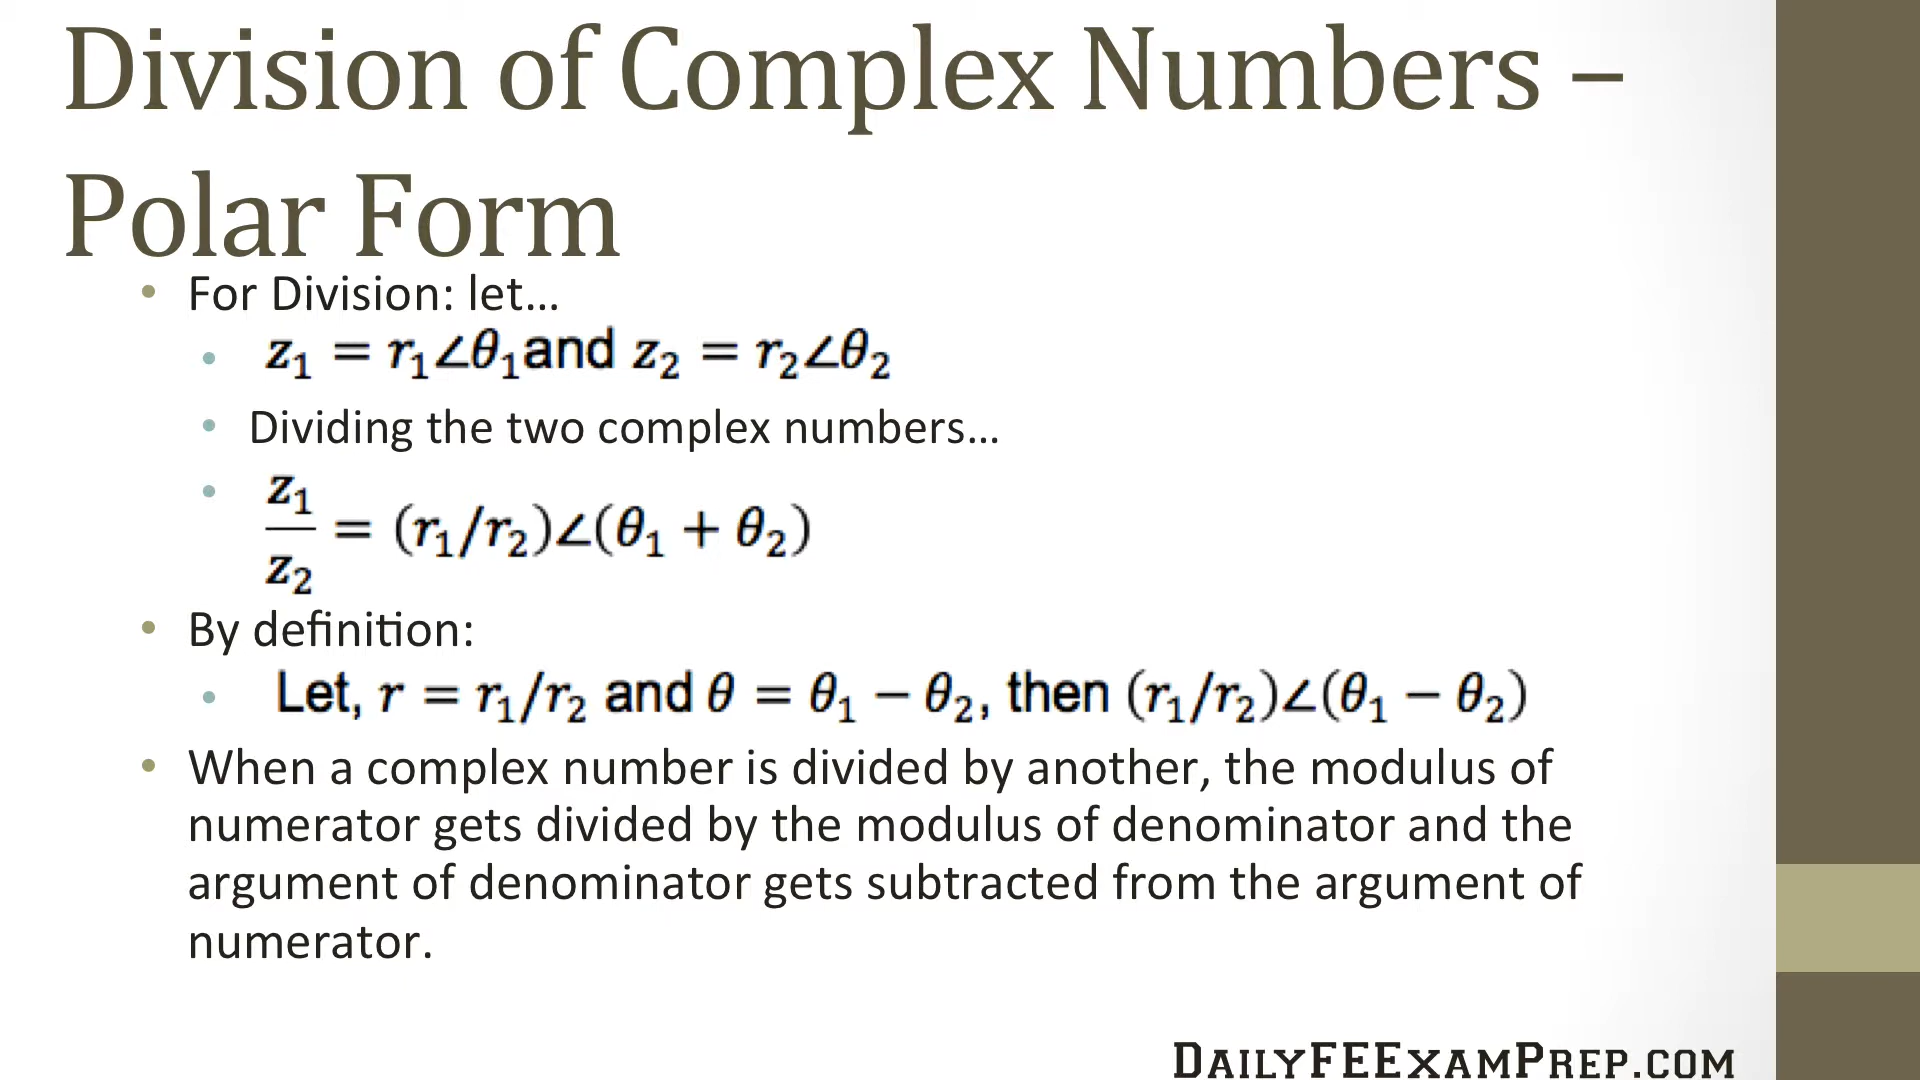 Division of Complex Numbers –
Polar Form
• For Division: let...
• z₁ = r₁∠θ₁and z₂ = r₂∠θ₂
• Dividing the two complex numbers...
• z₁/z₂ = (r₁/r₂)∠(θ₁ + θ₂)
• By definition:
• Let, r = r₁/r₂ and θ = θ₁ − θ₂, then (r₁/r₂)∠(θ₁ − θ₂)
• When a complex number is divided by another, the modulus of
numerator gets divided by the modulus of denominator and the
argument of denominator gets subtracted from the argument of
numerator.
DailyFEExamPrep.com